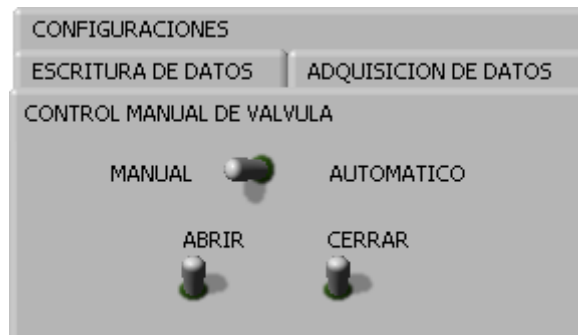 CONFIGURACIONES
ESCRITURA DE DATOS ADQUISICION DE DATOS
CONTROL MANUAL DE VALVULA
MANUAL AUTOMATICO
ABRIR CERRAR